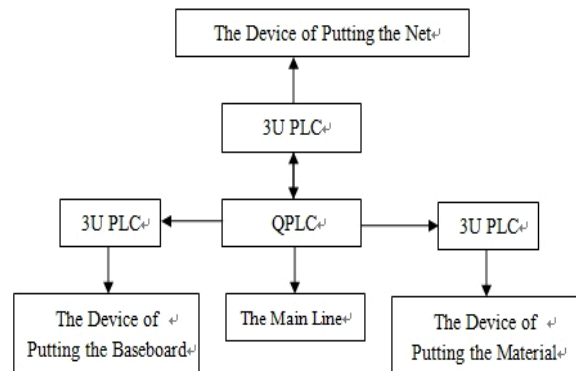 The Device of Putting the Net↵
3U PLC↵
3U PLC↵
QPLC↵
3U PLC↵
The Device of ↵
Putting the Baseboard↵
The Main Line↵
The Device of ↵
Putting the Material↵